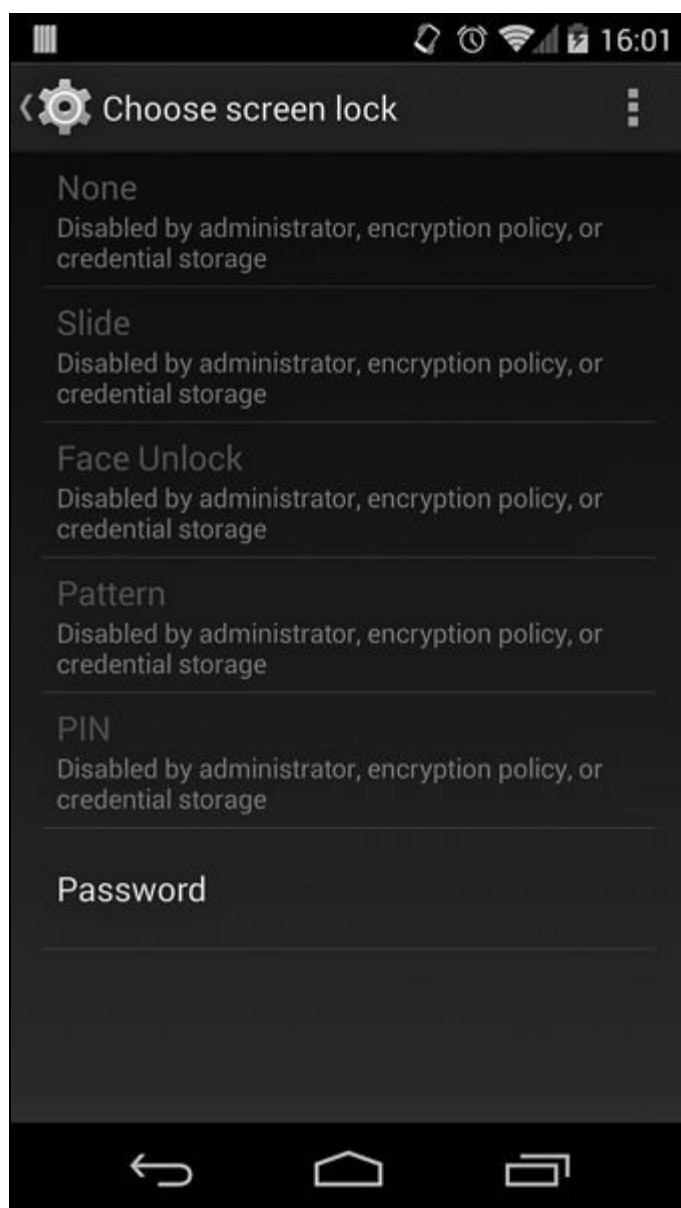 16:01
Choose screen lock
None
Disabled by administrator, encryption policy, or
credential storage
Slide
Disabled by administrator, encryption policy, or
credential storage
Face Unlock
Disabled by administrator, encryption policy, or
credential storage
Pattern
Disabled by administrator, encryption policy, or
credential storage
PIN
Disabled by administrator, encryption policy, or
credential storage
Password